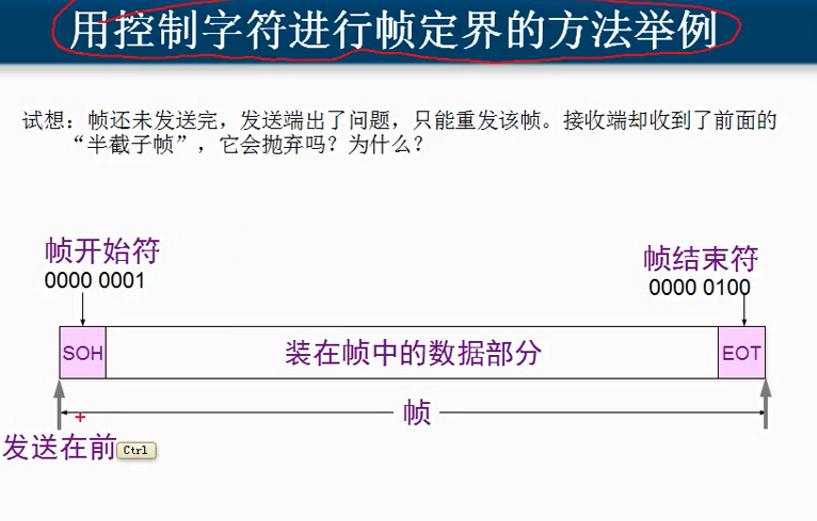 用控制字符进行帧定界的方法举例
试想：帧还未发送完，发送端出了问题，只能重发该帧。接收端却收到了前面的
“半截子帧”，它会抛弃吗？为什么？
帧开始符
0000 0001
帧结束符
0000 0100
SOH
装在帧中的数据部分
EOT
帧
发送在前
Ctrl